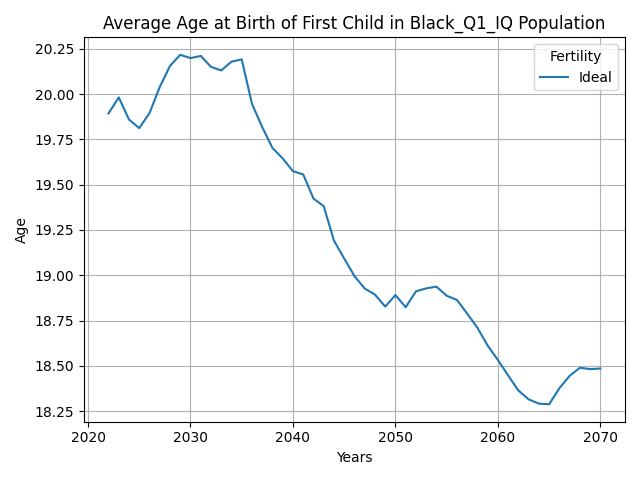 Average Age at Birth of First Child in Black_Q1_IQ Population
Fertility
Ideal
Age
20.25
20.00
19.75
19.50
19.25
19.00
18.75
18.50
18.25
2020 2030 2040 2050 2060 2070
Years